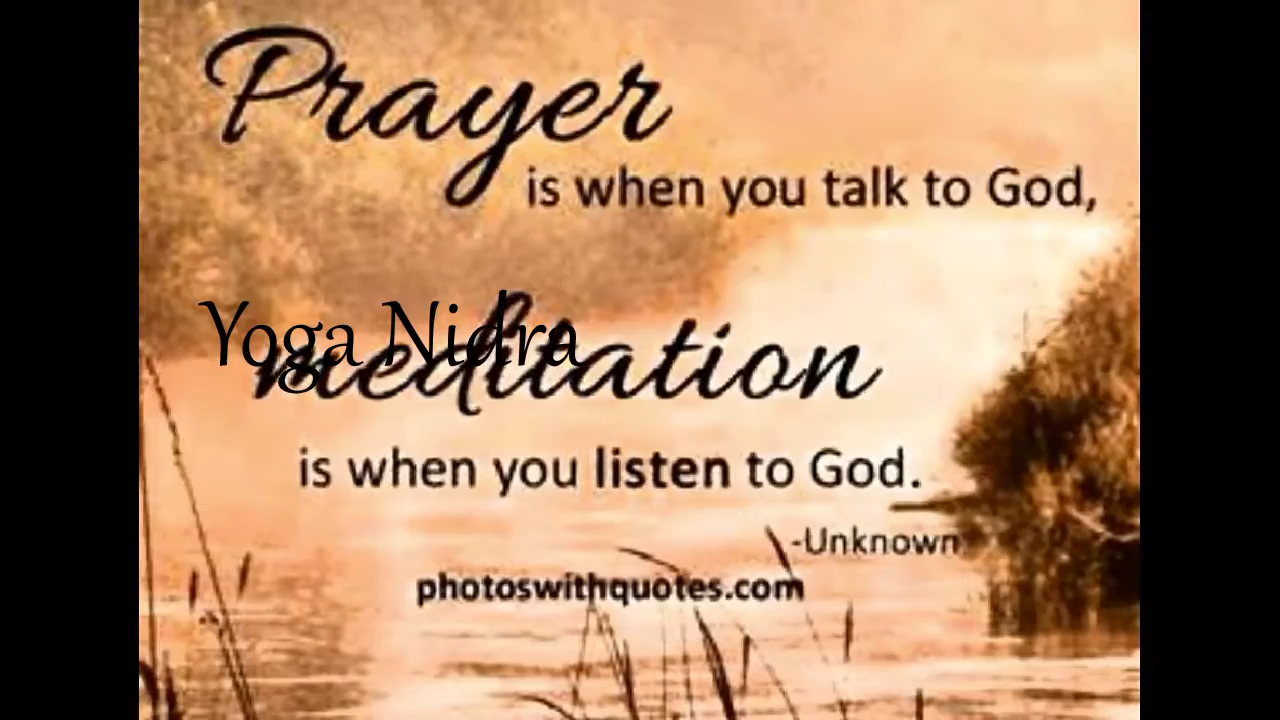 Prayer
is when you talk to God,
Yoga Nidra
meditation
is when you listen to God.
-Unknown
photoswithquotes.com